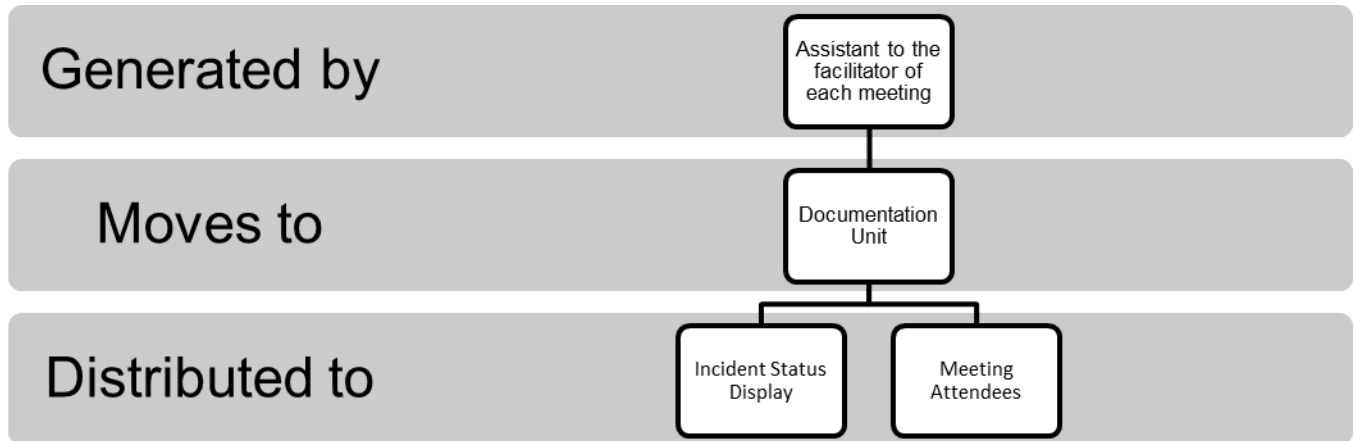 Generated by
Assistant to the
facilitator of
each meeting
Moves to
Documentation
Unit
Distributed to
Incident Status
Display
Meeting
Attendees